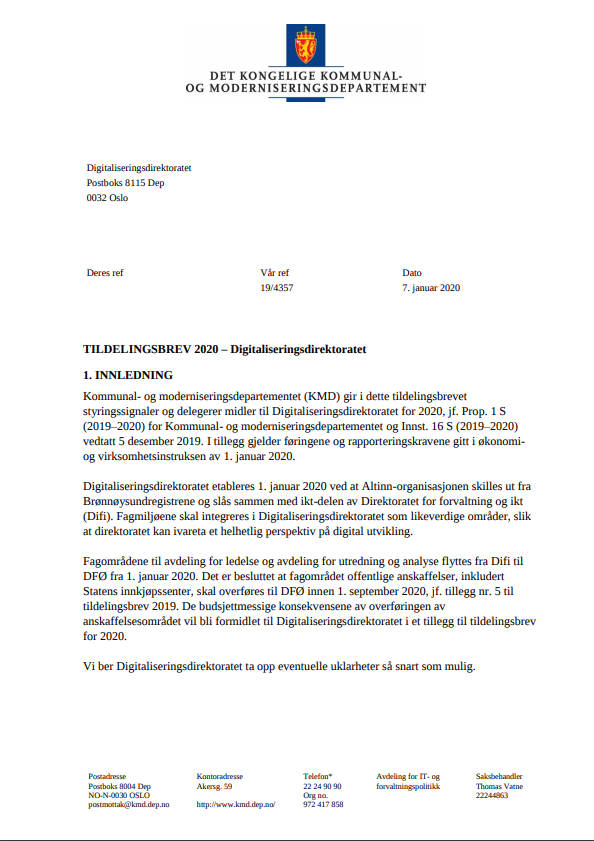 DET KONGELIGE KOMMUNAL-
OG MODERNISERINGSDEPARTEMENT
Digitaliseringsdirektoratet
Postboks 8115 Dep
0032 Oslo
Deres ref Vår ref Dato
19/4357 7. januar 2020
TILDELINGSBREV 2020 – Digitaliseringsdirektoratet
1. INNLEDNING
Kommunal- og moderniseringsdepartementet (KMD) gir i dette tildelingsbrevet
styringssignaler og delegerer midler til Digitaliseringsdirektoratet for 2020, jf. Prop. 1 S
(2019–2020) for Kommunal- og moderniseringsdepartementet og Innst. 16 S (2019–2020)
vedtatt 5 desember 2019. I tillegg gjelder føringene og rapporteringskravene gitt i økonomi-
og virksomhetsinstruksen av 1. januar 2020.
Digitaliseringsdirektoratet etableres 1. januar 2020 ved at Altinn-organisasjonen skilles ut fra
Brønnøysundregistrene og slås sammen med ikt-delen av Direktoratet for forvaltning og ikt
(Difi). Fagmiljøene skal integreres i Digitaliseringsdirektoratet som likeverdige områder, slik
at direktoratet kan ivareta et helhetlig perspektiv på digital utvikling.
Fagområdene til avdeling for ledelse og avdeling for utredning og analyse flyttes fra Difi til
DFØ fra 1. januar 2020. Det er besluttet at fagområdet offentlige anskaffelser, inkludert
Statens innkjøpssenter, skal overføres til DFØ innen 1. september 2020, jf. tillegg nr. 5 til
tildelingsbrev 2019. De budsjettmessige konsekvensene av overføringen av
anskaffelsesområdet vil bli formidlet til Digitaliseringsdirektoratet i et tillegg til tildelingsbrev
for 2020.
Vi ber Digitaliseringsdirektoratet ta opp eventuelle uklarheter så snart som mulig.
Postadresse Kontoradresse Telefon* Avdeling for IT- og Saksbehandler
Postboks 8004 Dep Akersg. 59 22 24 90 90 forvaltningspolitikk Thomas Vatne
NO-N-0030 OSLO Org no. 22244863
postmottak@kmd.dep.no http://www.kmd.dep.no/ 972 417 858